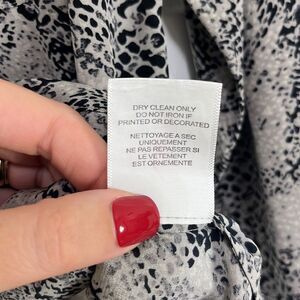 DRY CLEAN ONLY
DO NOT IRON IF
PRINTED OR DECORATED
NETTOYAGE A SEC
UNIQUEMENT
NE PAS REPASSER SI
LE VETEMENT
EST ORNEMENTE